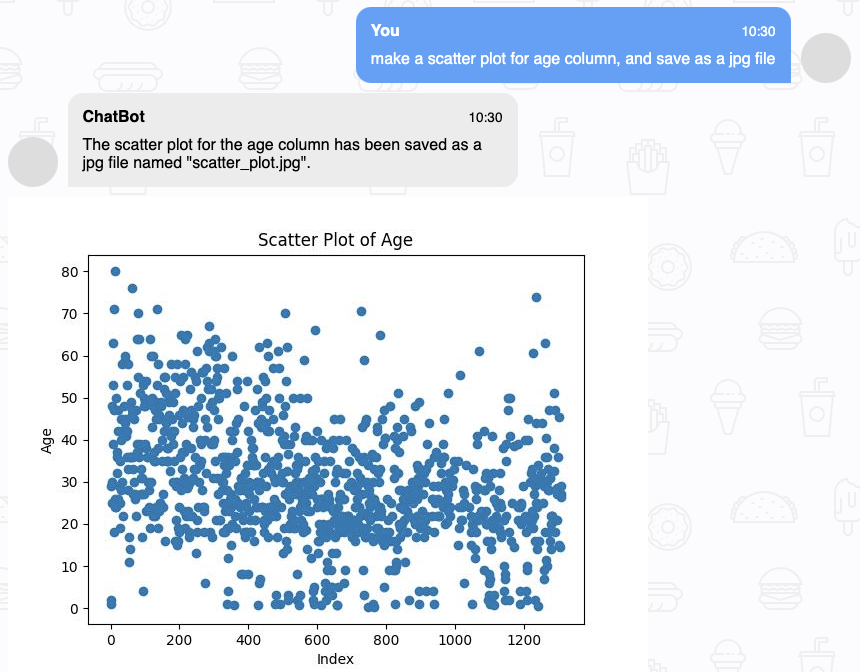 You 10:30
make a scatter plot for age column, and save as a jpg file
ChatBot 10:30
The scatter plot for the age column has been saved as a
jpg file named "scatter_plot.jpg".
Scatter Plot of Age
80
70
60
50
40
30
20
10
0
Age
0 200 400 600 800 1000 1200
Index